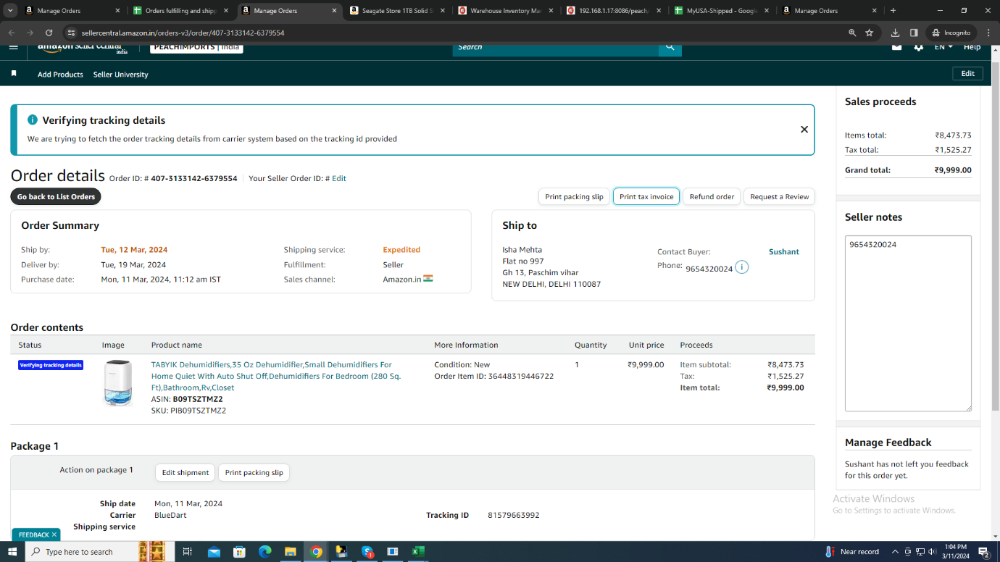 Manage Orders
Orders fulfilling and shipp
Manage Orders
Seagate Store 1TB Solid S
Warehouse Inventory Ma
192.168.1.17:8086/peach/
MyUSA-Shipped - Google
Manage Orders
sellercentral.amazon.in/orders-v3/order/407-3133142-6379554
Incognito
amazon seller central
india
PEACHIMPORTS | India
Search
EN
Help
Add Products
Seller University
Edit
Verifying tracking details
We are trying to fetch the order tracking details from carrier system based on the tracking id provided
Order details Order ID: # 407-3133142-6379554 Your Seller Order ID: # Edit
Go back to List Orders
Print packing slip
Print tax invoice
Refund order
Request a Review
Order Summary
Ship by: Tue, 12 Mar, 2024
Deliver by: Tue, 19 Mar, 2024
Purchase date: Mon, 11 Mar, 2024, 11:12 am IST
Shipping service: Expedited
Fulfillment: Seller
Sales channel: Amazon.in
Ship to
Isha Mehta
Flat no 997
Gh 13, Paschim vihar
NEW DELHI, DELHI 110087
Contact Buyer: Sushant
Phone: 9654320024
Order contents
Status Image Product name More Information Quantity Unit price Proceeds
Verifying tracking details
TABYIK Dehumidifiers,35 Oz Dehumidifier,Small Dehumidifiers For
Home Quiet With Auto Shut Off,Dehumidifiers For Bedroom (280 Sq.
Ft),Bathroom,Rv,Closet
ASIN: B09TSZTMZ2
SKU: PIB09TSZTMZ2
Condition: New
Order Item ID: 36448319446722
1
₹9,999.00
Item subtotal: ₹8,473.73
Tax: ₹1,525.27
Item total: ₹9,999.00
Package 1
Action on package 1
Edit shipment
Print packing slip
Ship date Mon, 11 Mar, 2024
Carrier BlueDart
Shipping service
Tracking ID 81579663992
FEEDBACK
Sales proceeds
Items total: ₹8,473.73
Tax total: ₹1,525.27
Grand total: ₹9,999.00
Seller notes
9654320024
Manage Feedback
Sushant has not left you feedback
for this order yet.
Activate Windows
Go to Settings to activate Windows.
Type here to search
1
Near record
1:04 PM
3/11/2024
2